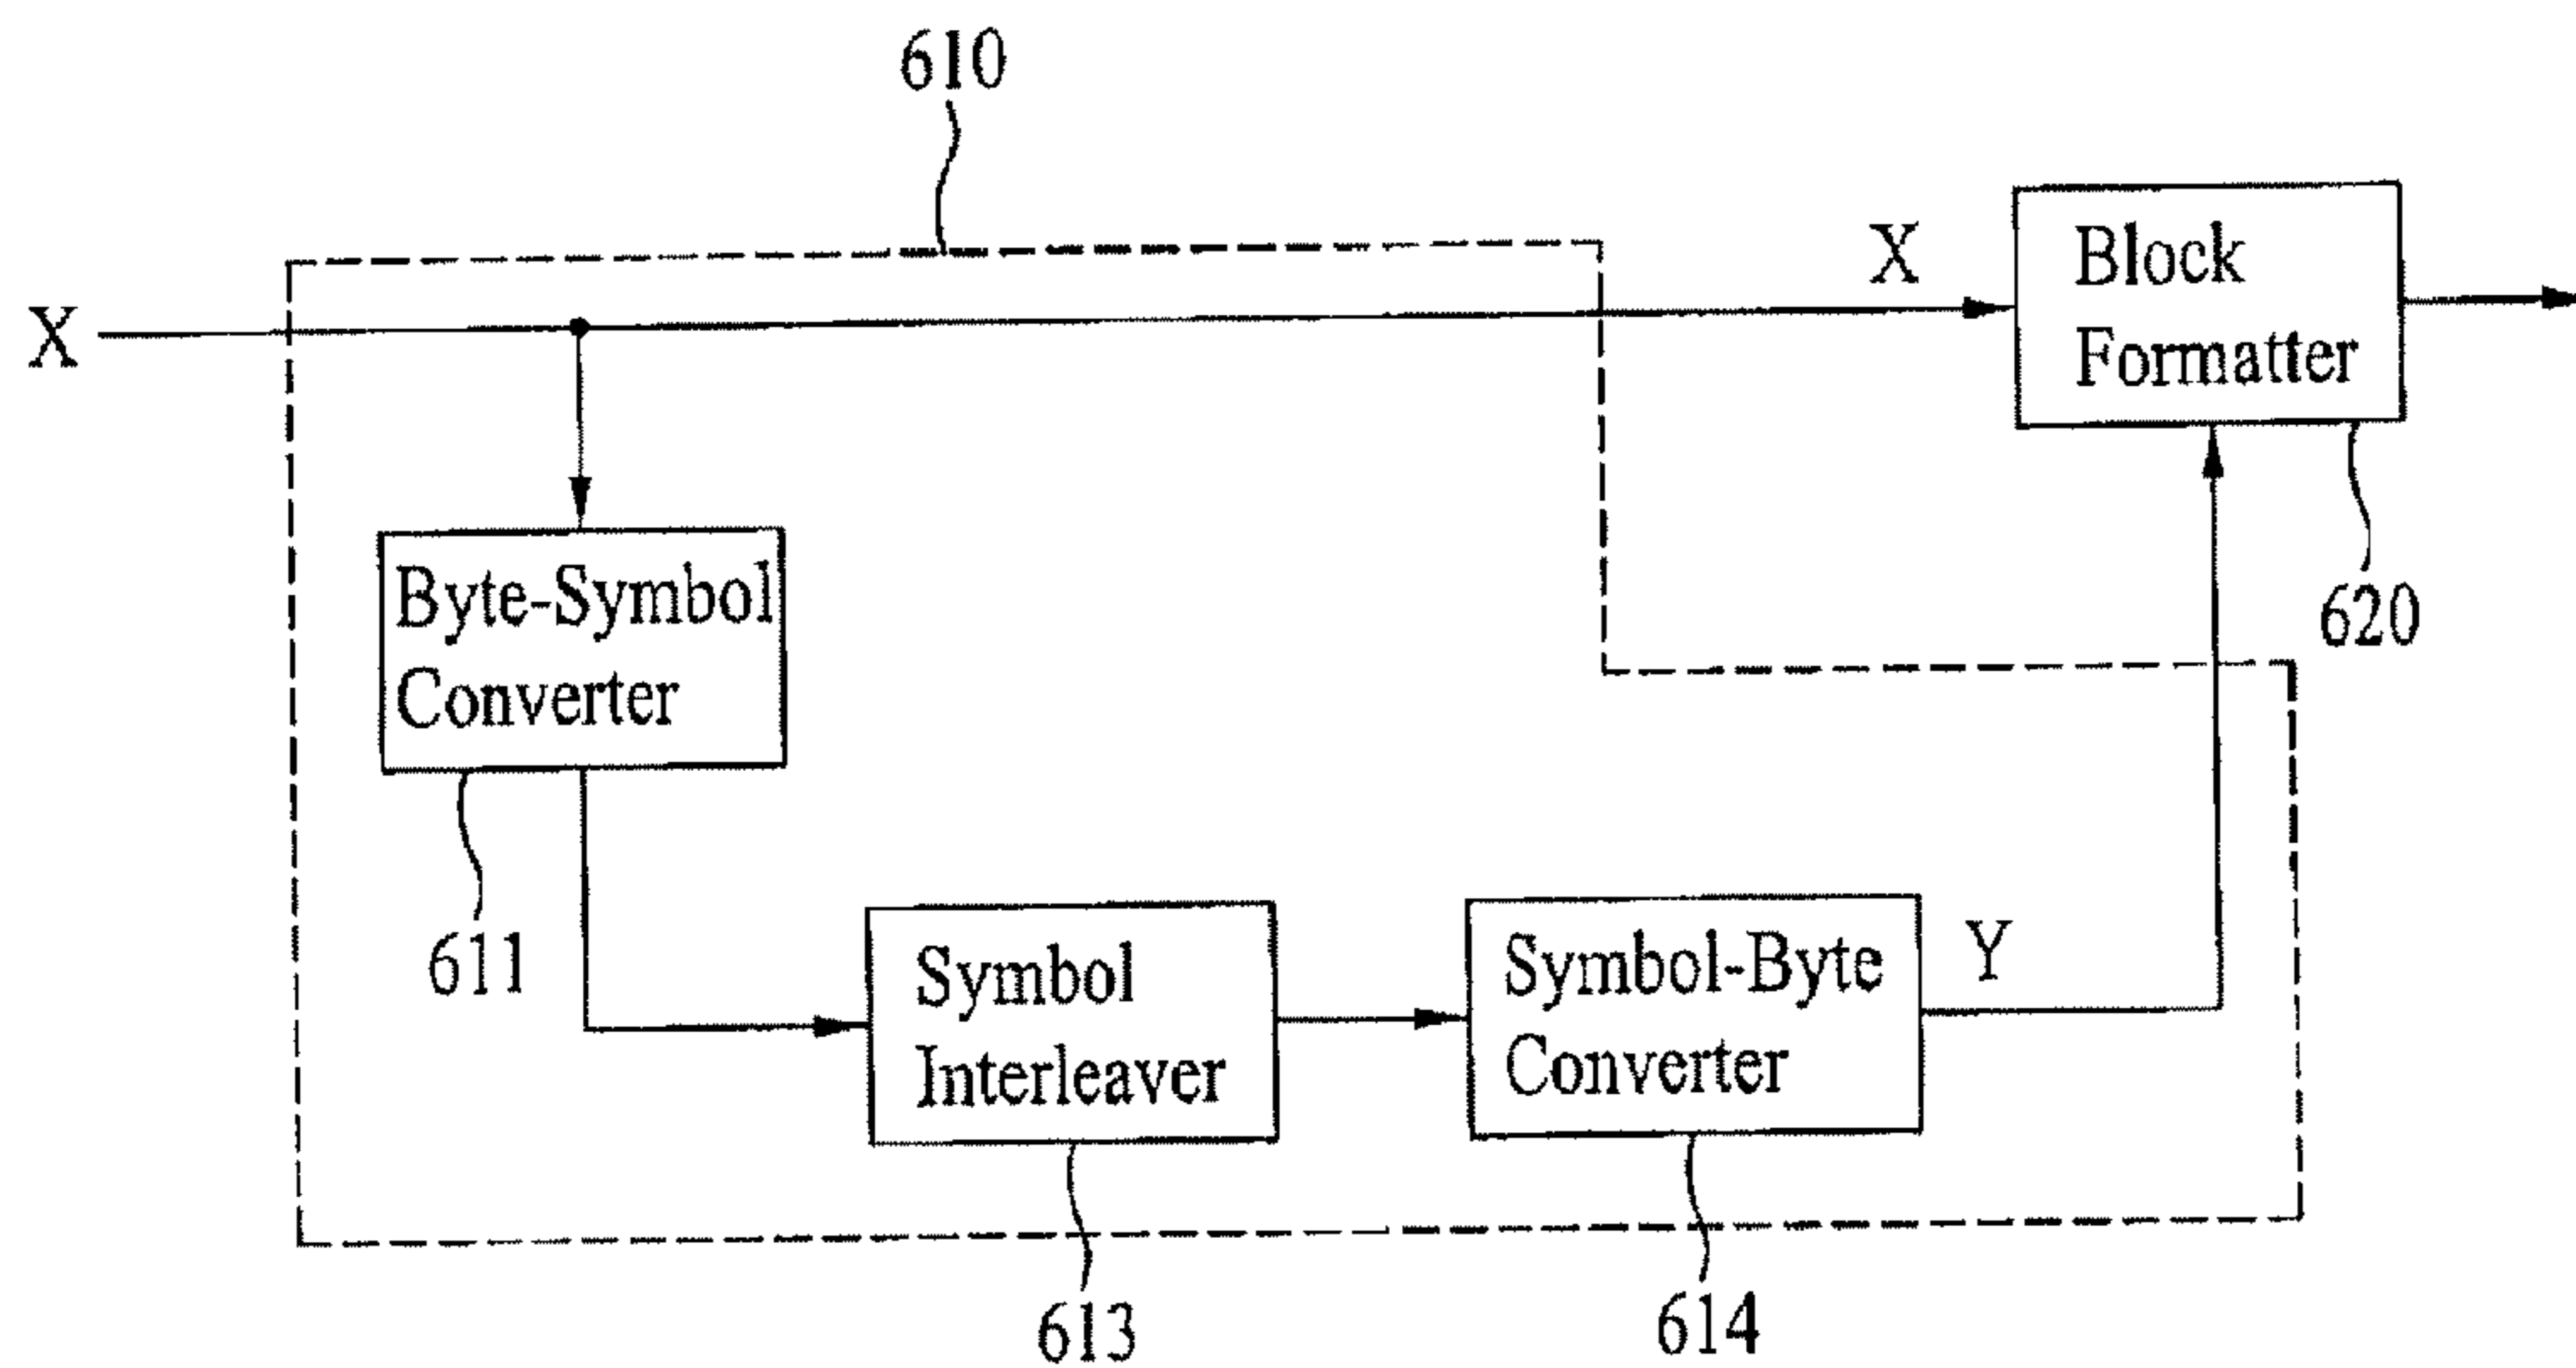 610
X
X
Block
Formatter
620
Byte-Symbol
Converter
611
Symbol
Interleaver
613
Symbol-Byte
Converter
614
Y